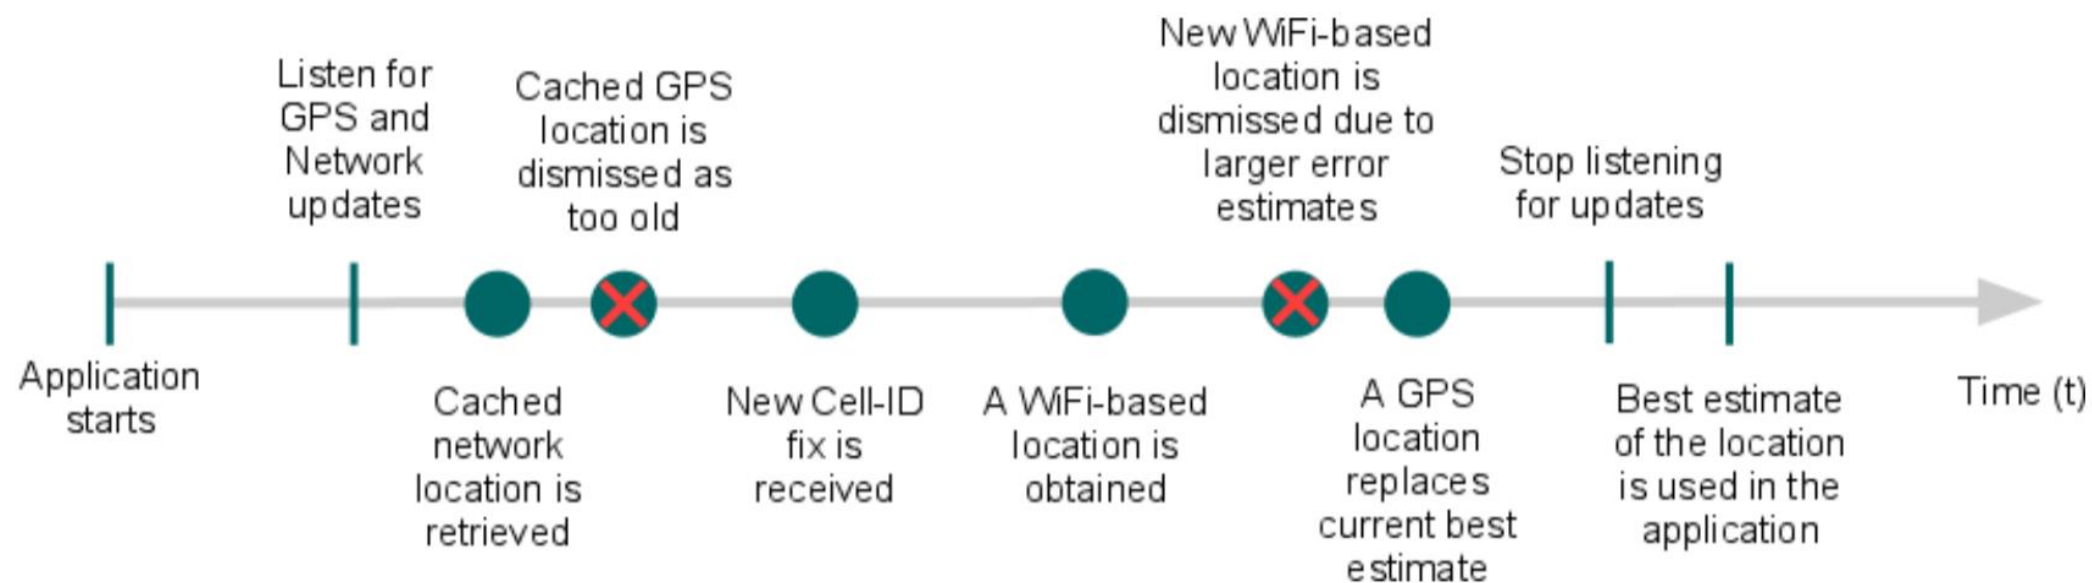 Application
starts
Listen for
GPS and
Network
updates
Cached
network
location is
retrieved
Cached GPS
location is
dismissed as
too old
New Cell-ID
fix is
received
A WiFi-based
location is
obtained
New WiFi-based
location is
dismissed due to
larger error
estimates
A GPS
location
replaces
current best
estimate
Stop listening
for updates
Best estimate
of the location
is used in the
application
Time (t)